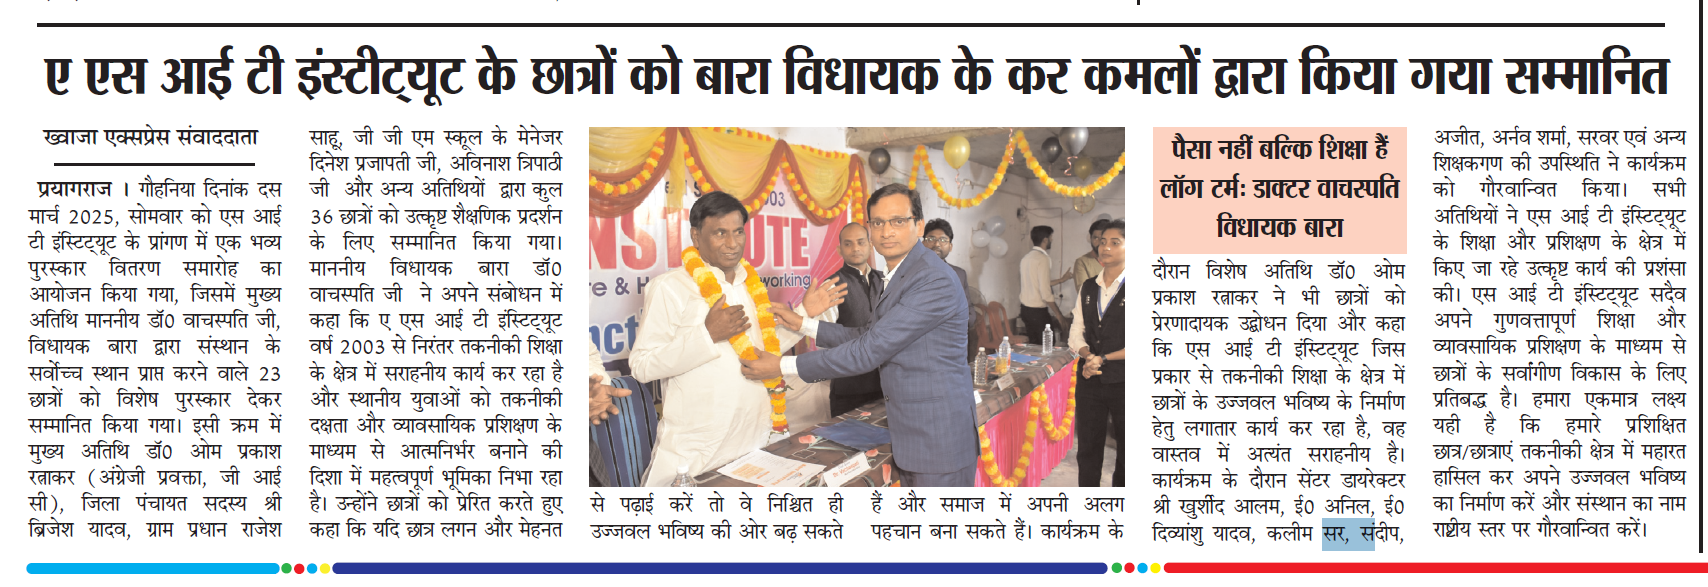 ए एस आई टी इंस्टीट्यूट के छात्रों को बारा विधायक के कर कमलों द्वारा किया गया सम्मानित
ख्वाजा एक्सप्रेस संवाददाता
प्रयागराज । गौहनिया दिनांक दस
मार्च 2025, सोमवार को एस आई
टी इंस्टिट्यूट के प्रांगण में एक भव्य
पुरस्कार वितरण समारोह का
आयोजन किया गया, जिसमें मुख्य
अतिथि माननीय डॉ0 वाचस्पति जी,
विधायक बारा द्वारा संस्थान के
सर्वोच्च स्थान प्राप्त करने वाले 23
छात्रों को विशेष पुरस्कार देकर
सम्मानित किया गया। इसी क्रम में
मुख्य अतिथि डॉ0 ओम प्रकाश
रत्नाकर (अंग्रेजी प्रवक्ता, जी आई
सी), जिला पंचायत सदस्य श्री
ब्रिजेश यादव, ग्राम प्रधान राजेश
साहू, जी जी एम स्कूल के मेनेजर
दिनेश प्रजापती जी, अविनाश त्रिपाठी
जी और अन्य अतिथियों द्वारा कुल
36 छात्रों को उत्कृष्ट शैक्षणिक प्रदर्शन
के लिए सम्मानित किया गया।
माननीय विधायक बारा डॉ0
वाचस्पति जी ने अपने संबोधन में
कहा कि ए एस आई टी इंस्टिट्यूट
वर्ष 2003 से निरंतर तकनीकी शिक्षा
के क्षेत्र में सराहनीय कार्य कर रहा है
और स्थानीय युवाओं को तकनीकी
दक्षता और व्यावसायिक प्रशिक्षण के
माध्यम से आत्मनिर्भर बनाने की
दिशा में महत्वपूर्ण भूमिका निभा रहा
है। उन्होंने छात्रों को प्रेरित करते हुए
कहा कि यदि छात्र लगन और मेहनत
2003
INSTITUTE
re & H
working
nct
से पढ़ाई करें तो वे निश्चित ही
उज्जवल भविष्य की ओर बढ़ सकते
हैं और समाज में अपनी अलग
पहचान बना सकते हैं। कार्यक्रम के
पैसा नहीं बल्कि शिक्षा हैं
लॉग टर्म: डाक्टर वाचस्पति
विधायक बारा
दौरान विशेष अतिथि डॉ0 ओम
प्रकाश रत्नाकर ने भी छात्रों को
प्रेरणादायक उद्बोधन दिया और कहा
कि एस आई टी इंस्टिट्यूट जिस
प्रकार से तकनीकी शिक्षा के क्षेत्र में
छात्रों के उज्जवल भविष्य के निर्माण
हेतु लगातार कार्य कर रहा है, वह
वास्तव में अत्यंत सराहनीय है।
कार्यक्रम के दौरान सेंटर डायरेक्टर
श्री खुर्शीद आलम, ई0 अनिल, ई0
दिव्यांशु यादव, कलीम सर, संदीप,
अजीत, अर्नव शर्मा, सरवर एवं अन्य
शिक्षकगण की उपस्थिति ने कार्यक्रम
को गौरवान्वित किया। सभी
अतिथियों ने एस आई टी इंस्टिट्यूट
के शिक्षा और प्रशिक्षण के क्षेत्र में
किए जा रहे उत्कृष्ट कार्य की प्रशंसा
की। एस आई टी इंस्टिट्यूट सदैव
अपने गुणवत्तापूर्ण शिक्षा और
व्यावसायिक प्रशिक्षण के माध्यम से
छात्रों के सर्वांगीण विकास के लिए
प्रतिबद्ध है। हमारा एकमात्र लक्ष्य
यही है कि हमारे प्रशिक्षित
छात्र/छात्राएं तकनीकी क्षेत्र में महारत
हासिल कर अपने उज्जवल भविष्य
का निर्माण करें और संस्थान का नाम
राष्ट्रीय स्तर पर गौरवान्वित करें।